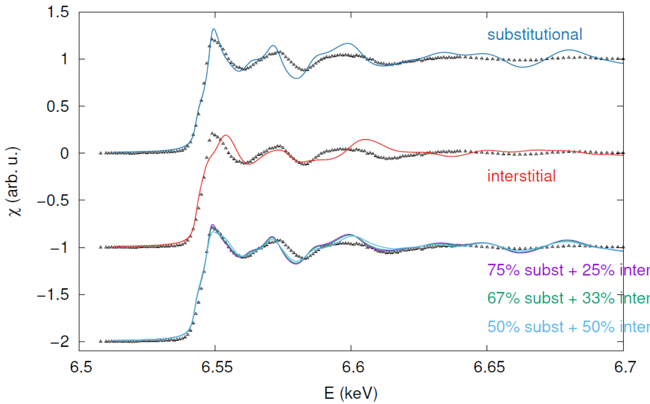 1.5
substitutional
1
0.5
0
interstitial
−0.5
−1
75% subst + 25% inter
67% subst + 33% inter
−1.5
50% subst + 50% inter
−2
6.5 6.55 6.6 6.65 6.7
E (keV)
χ (arb. u.)